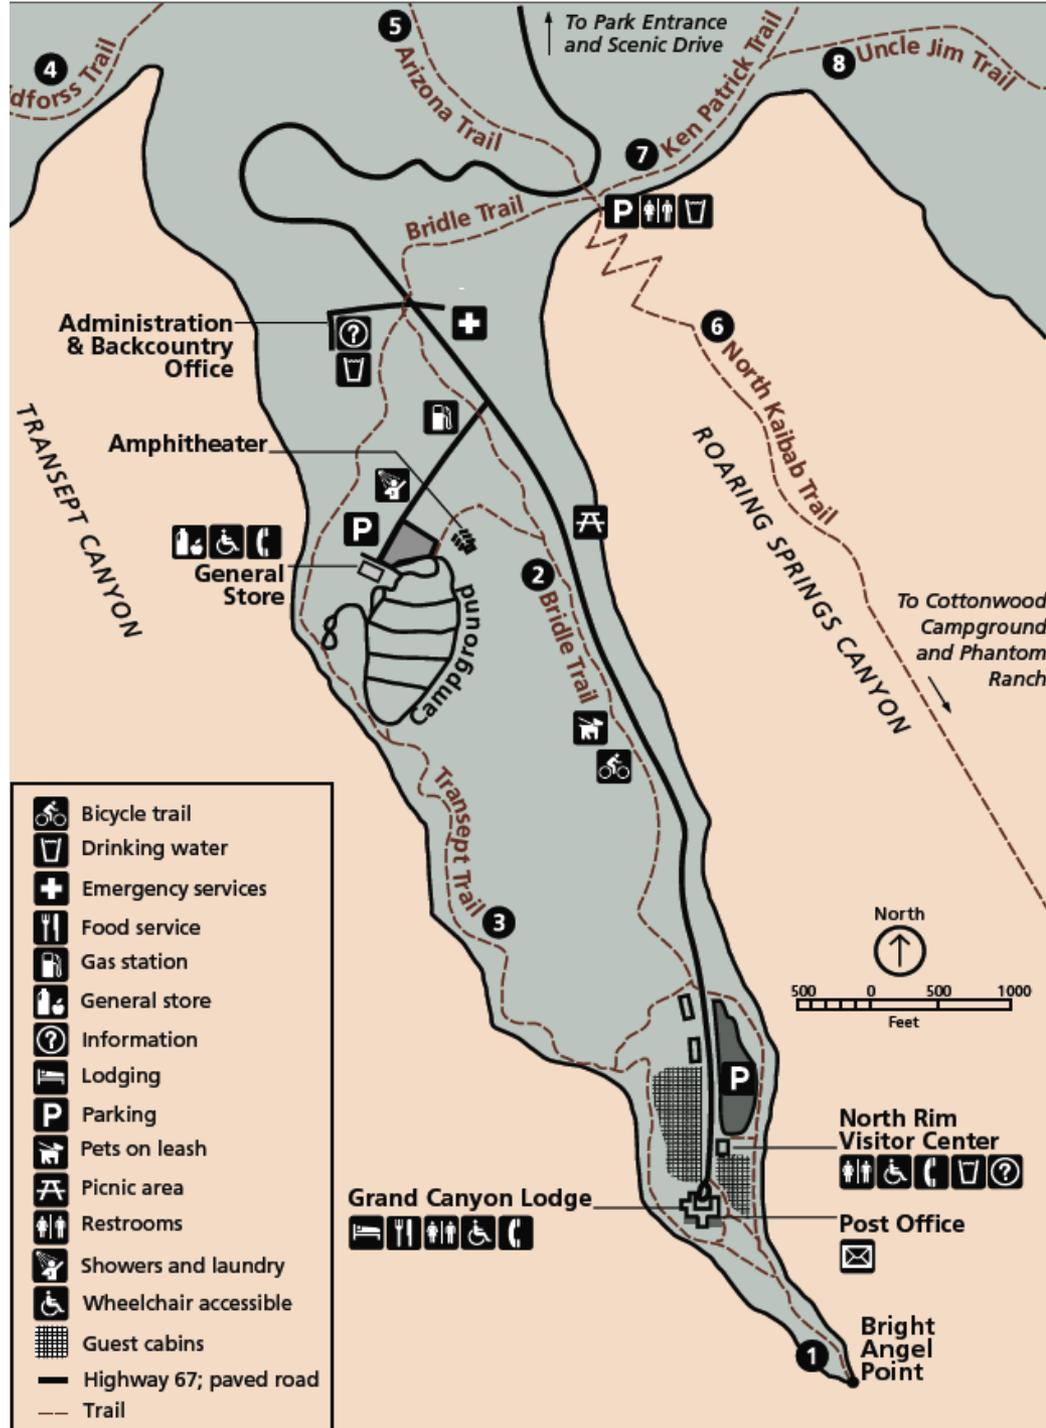 5
Arizona Trail
To Park Entrance
and Scenic Drive
Ken Patrick Trail
7
8
Uncle Jim Trail
4
dforss Trail
Bridle Trail
P
Administration
& Backcountry
Office
?
6
North Kaibab Trail
TRANSEPT CANYON
Amphitheater
ROARING SPRINGS CANYON
P
General
Store
2
Bridle Trail
Campground
To Cottonwood
Campground
and Phantom
Ranch
Transept Trail
3
Bicycle trail
Drinking water
Emergency services
Food service
Gas station
General store
? Information
Lodging
P Parking
Pets on leash
Picnic area
Restrooms
Showers and laundry
Wheelchair accessible
Guest cabins
Highway 67; paved road
Trail
North
500 0 500 1000
Feet
P
North Rim
Visitor Center
?
Grand Canyon Lodge
Post Office
1
Bright
Angel
Point